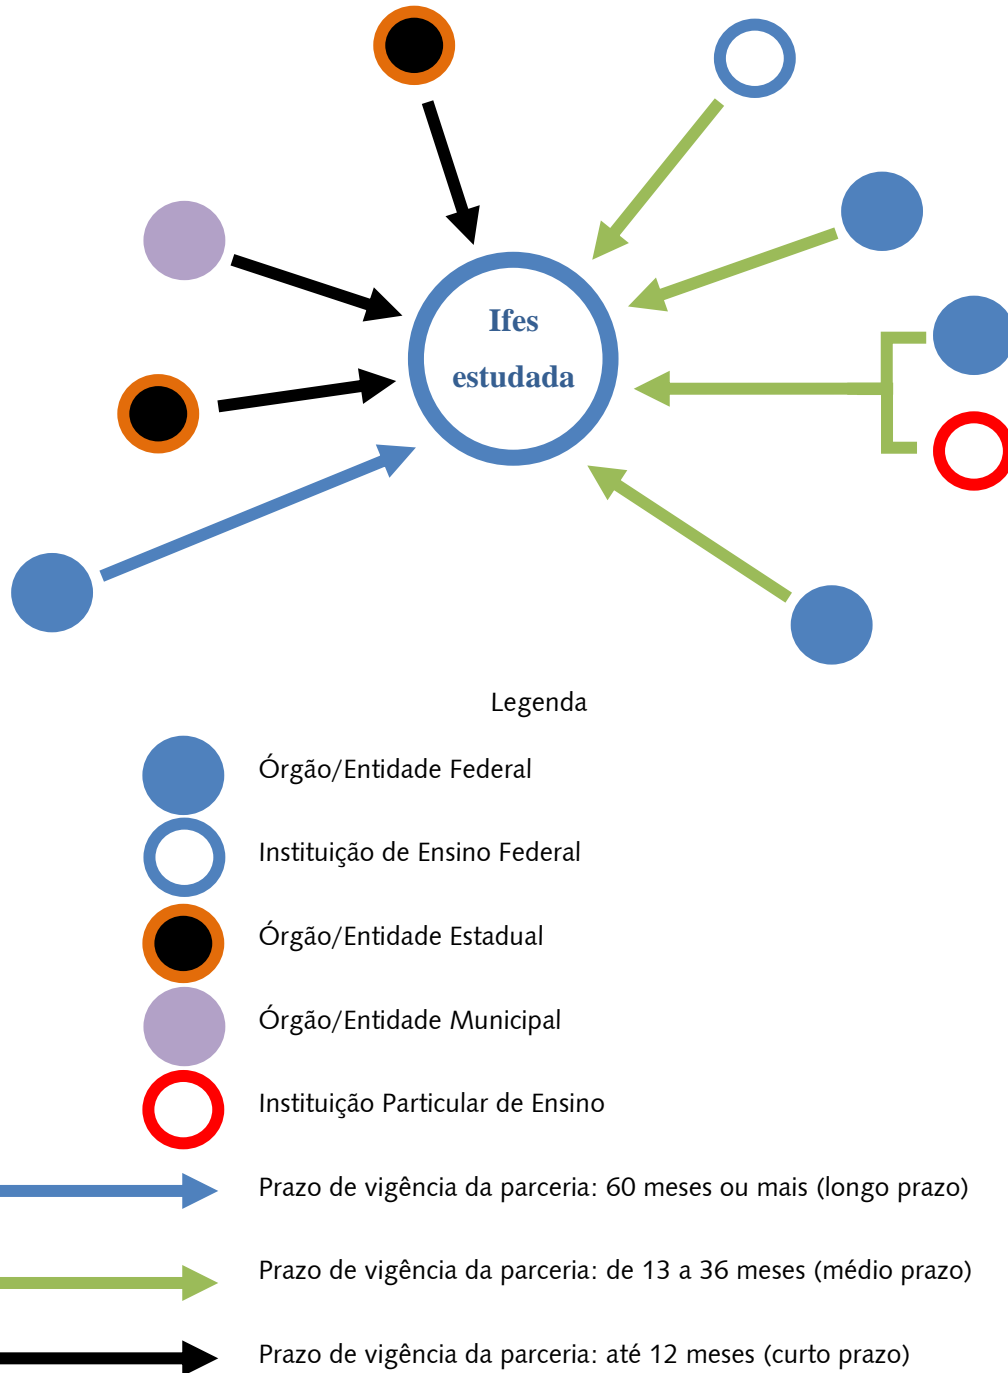 Ifes
estudada
Legenda
Órgão/Entidade Federal
Instituição de Ensino Federal
Órgão/Entidade Estadual
Órgão/Entidade Municipal
Instituição Particular de Ensino
Prazo de vigência da parceria: 60 meses ou mais (longo prazo)
Prazo de vigência da parceria: de 13 a 36 meses (médio prazo)
Prazo de vigência da parceria: até 12 meses (curto prazo)